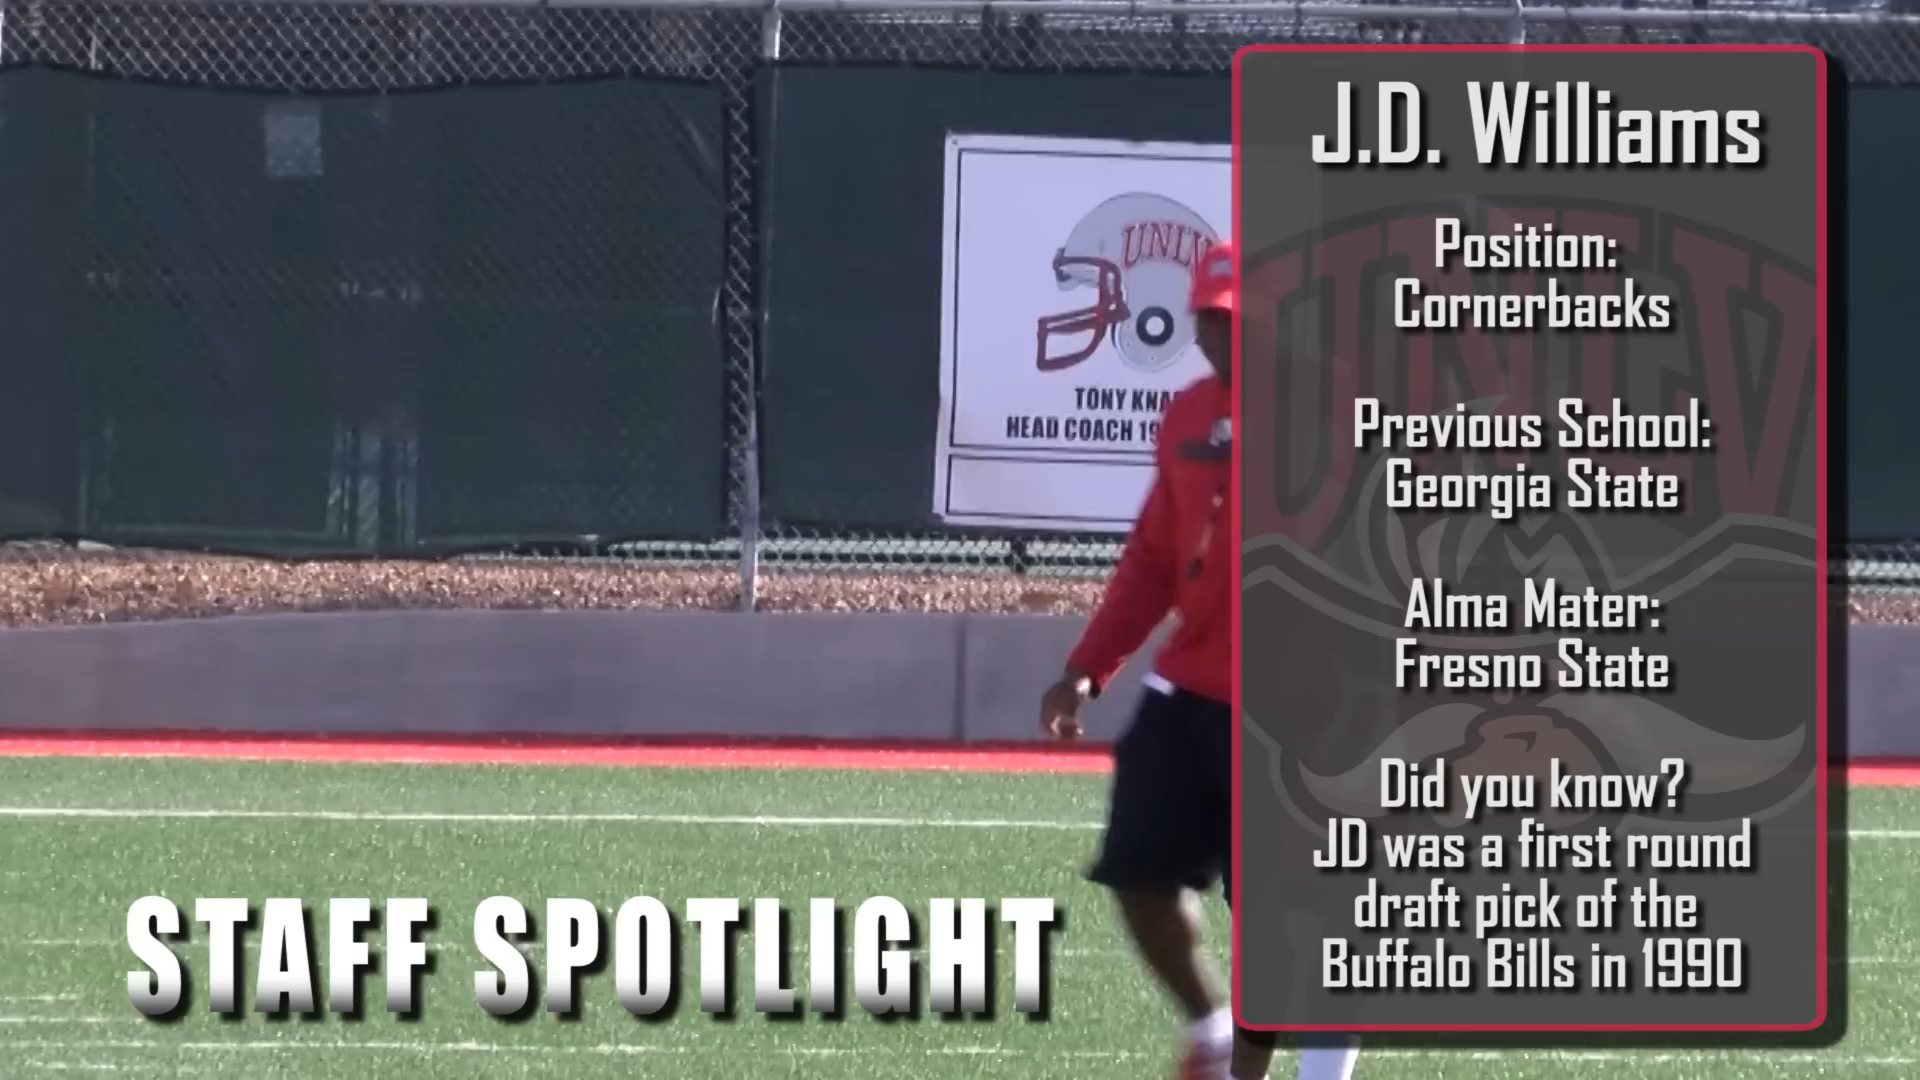 UNLV
TONY KNA
HEAD COACH 19
J.D. Williams
UNLV
Position:
Cornerbacks
Previous School:
Georgia State
Alma Mater:
Fresno State
Did you know?
JD was a first round
draft pick of the
Buffalo Bills in 1990
STAFF SPOTLIGHT